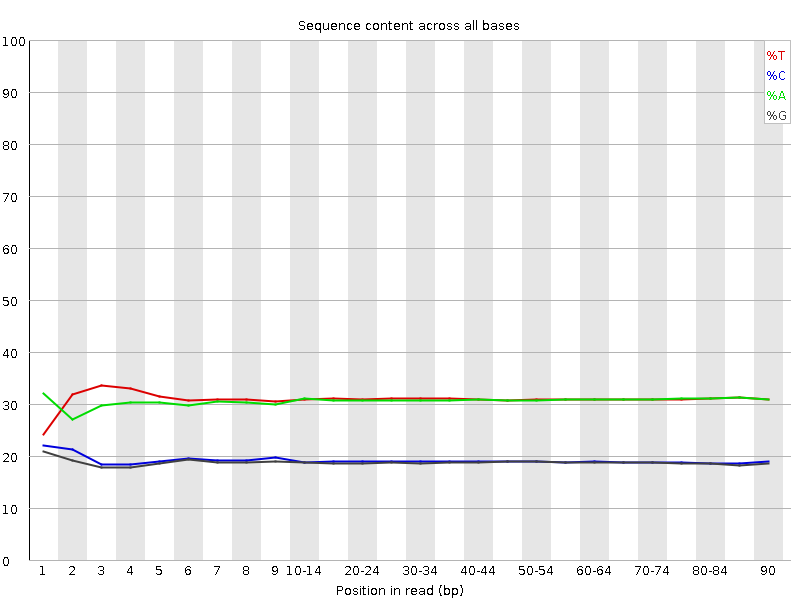 Sequence content across all bases
100
90
80
70
60
50
40
30
20
10
0
%T
%C
%A
%G
1 2 3 4 5 6 7 8 9 10-14 20-24 30-34 40-44 50-54 60-64 70-74 80-84 90
Position in read (bp)